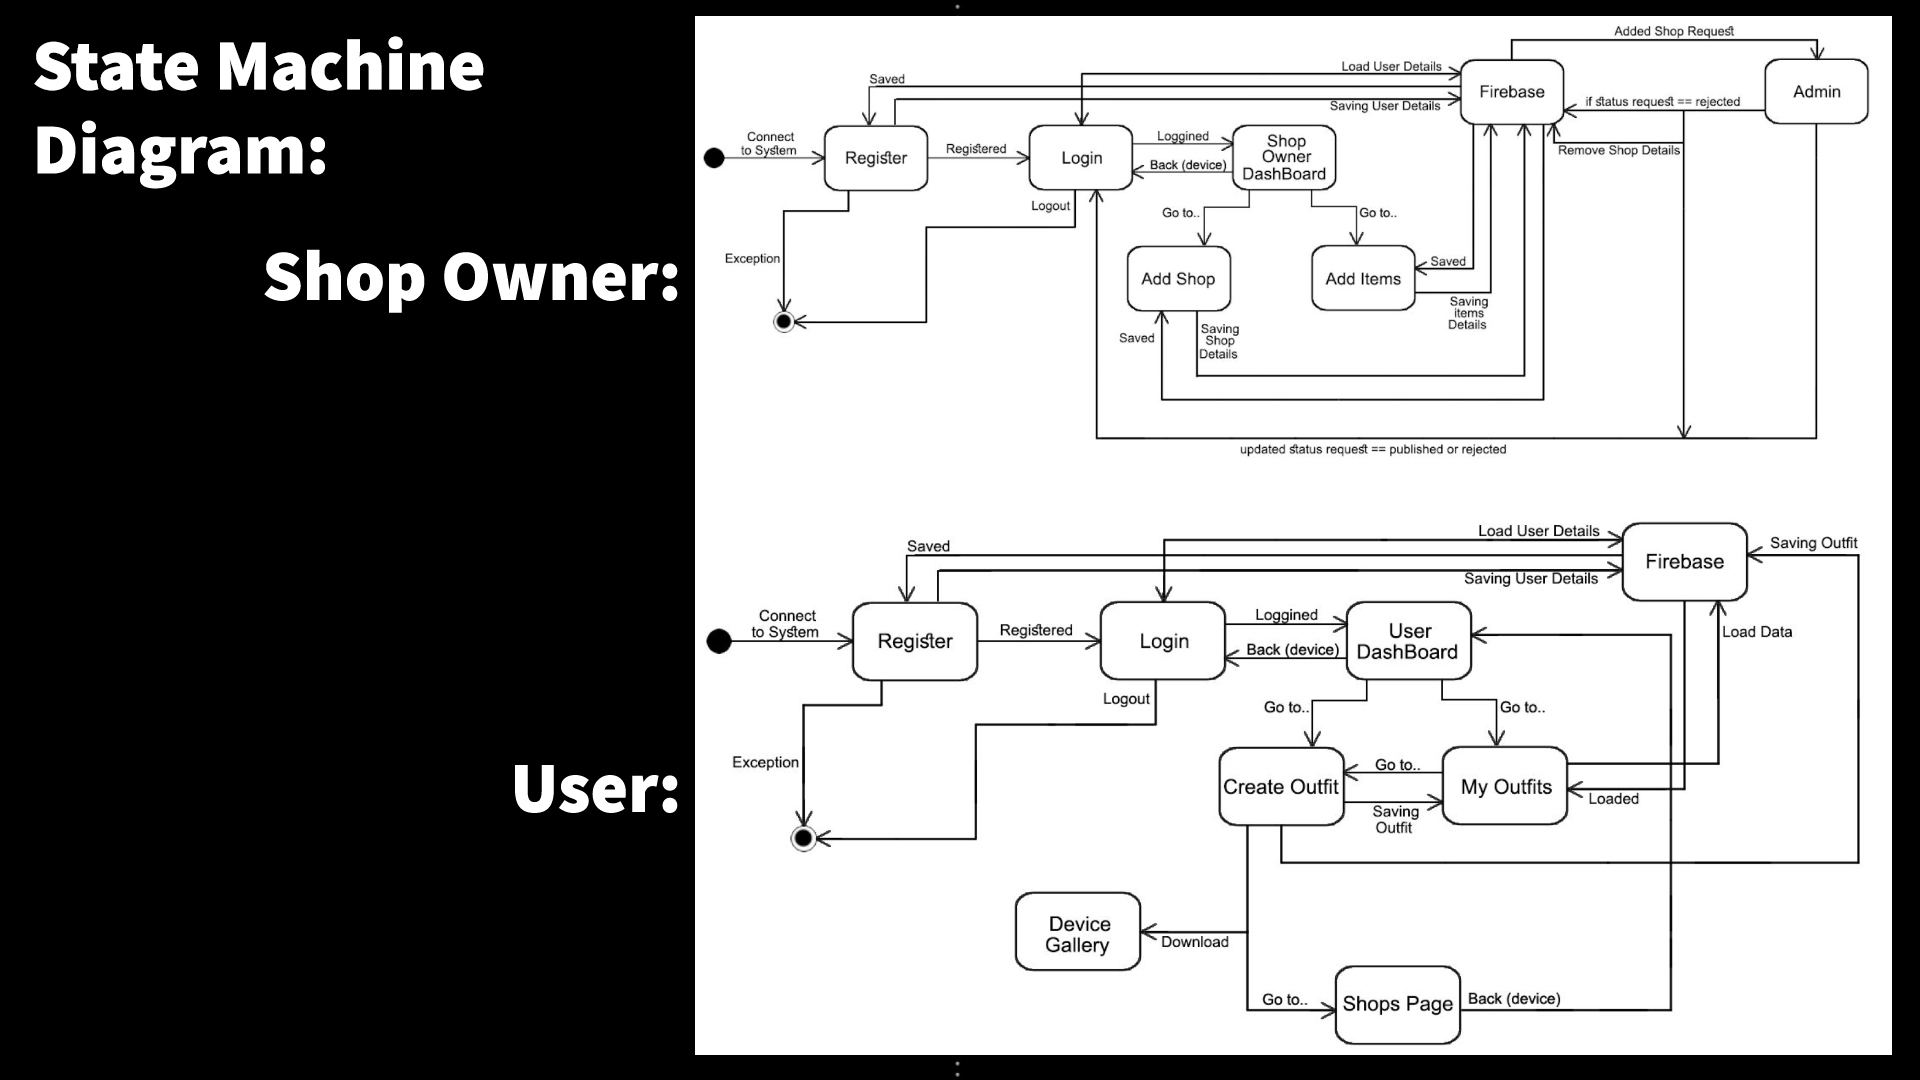 State Machine
Diagram:
Shop Owner:
User:
Added Shop Request
Load User Details
Saved
Firebase
Admin
if status request == rejected
Saving User Details
Connect
to System
Register
Registered
Login
Loggined
Back (device)
Shop
Owner
DashBoard
Remove Shop Details
Logout
Go to..
Go to..
Exception
Add Shop
Add Items
Saved
Saving
items
Details
Saved
Saving
Shop
Details
updated status request == published or rejected
Load User Details
Saved
Firebase
Saving Outfit
Saving User Details
Connect
to System
Register
Registered
Login
Loggined
Back (device)
User
DashBoard
Load Data
Logout
Go to..
Go to..
Exception
Create Outfit
Go to..
Saving
Outfit
My Outfits
Loaded
Device
Gallery
Download
Go to..
Shops Page
Back (device)